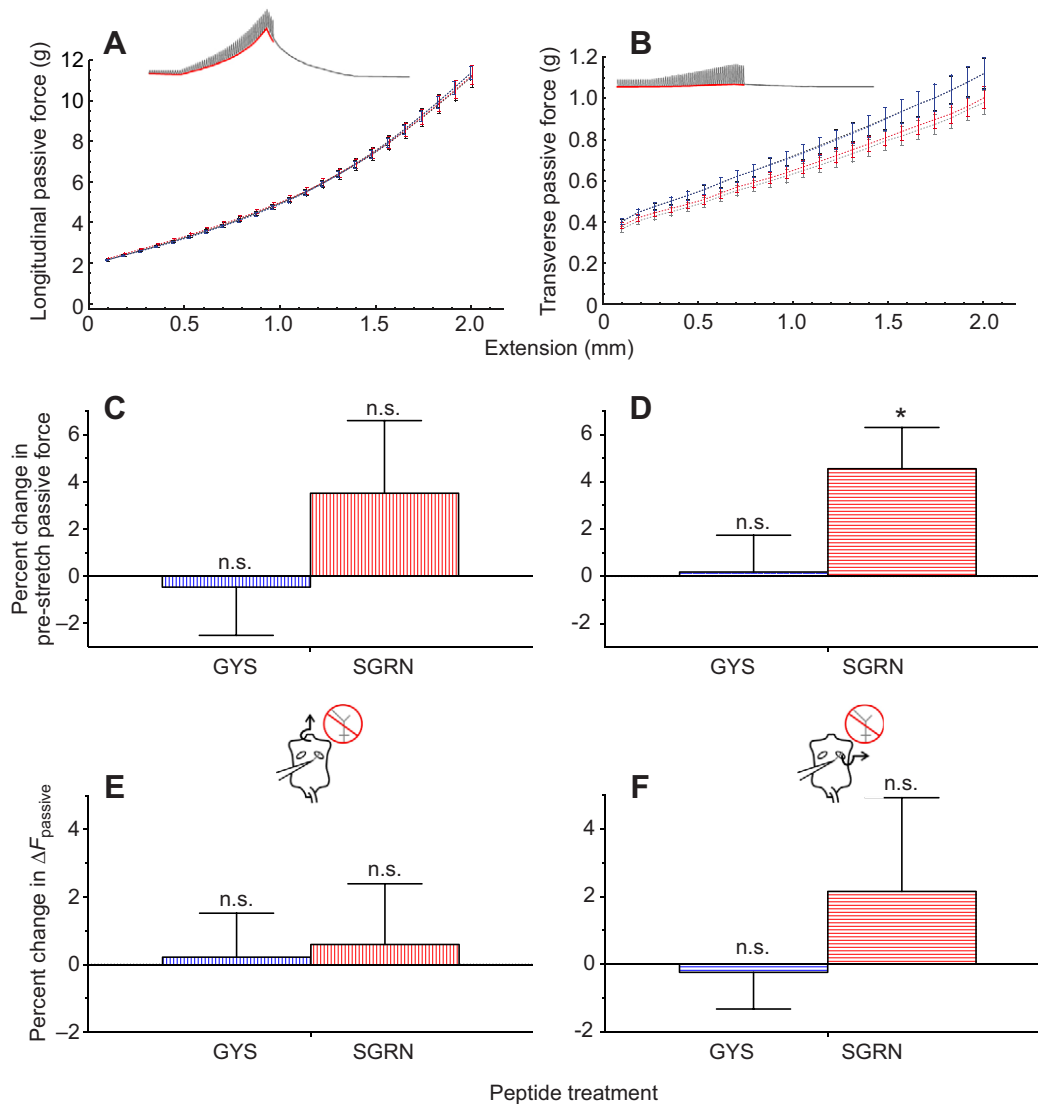 A
B
Longitudinal passive force (g)
12
10
8
6
4
2
0
0
0.5
1.0
1.5
2.0
Transverse passive force (g)
1.2
1.0
0.8
0.6
0.4
0.2
0
0
0.5
1.0
1.5
2.0
Extension (mm)
C
D
Percent change in
pre-stretch passive force
6
4
2
0
–2
n.s.
n.s.
GYS
SGRN
6
4
2
0
-2
n.s.
*
GYS
SGRN
E
F
Percent change in ΔFpassive
4
2
0
–2
n.s.
n.s.
GYS
SGRN
4
2
0
-2
n.s.
n.s.
GYS
SGRN
Peptide treatment